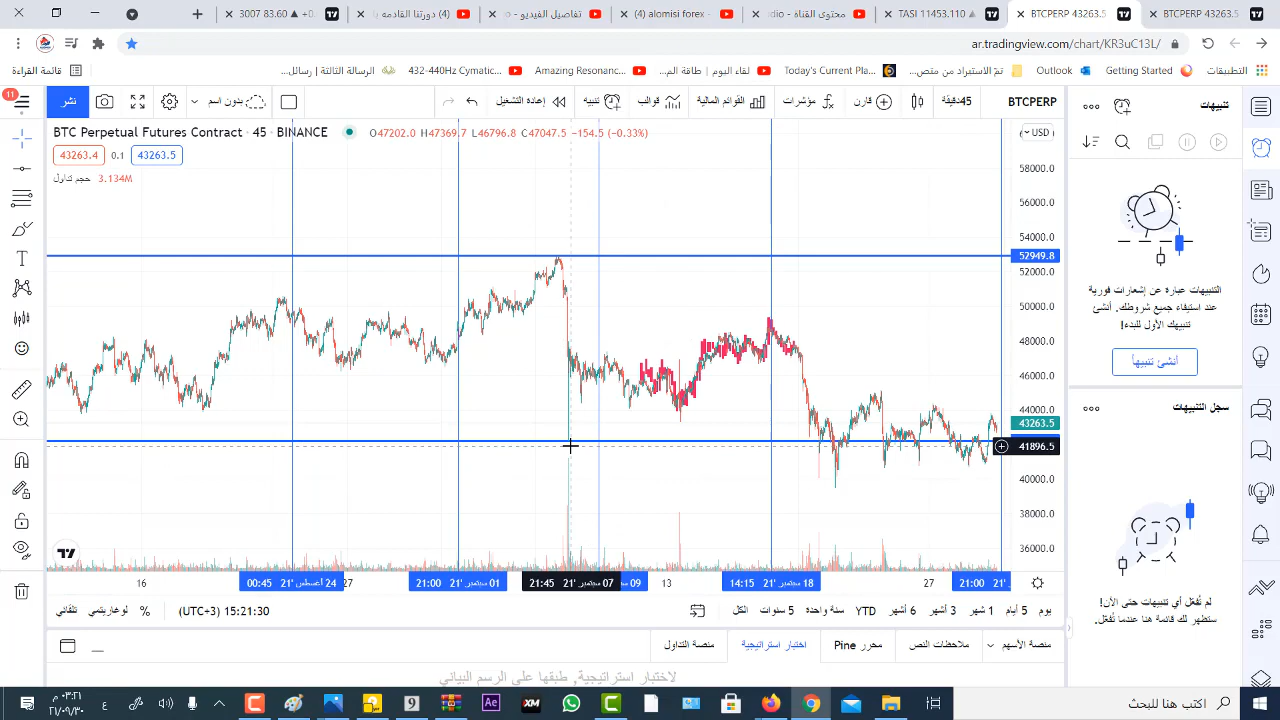 3007 83.60 ▲ +0
دورتنا القادمه
تفاصيل الفيديو
(4) alomisi forex -
محتوى القناة
TASI 11453.110 ▲
BTCPERP 43263.5
BTCPERP 43263.5
ar.tradingview.com/chart/KR3uC13L/
قائمة القراءة
الرسالة الثالثة | رسائل...
432-440Hz Cymatic...
لقاء اليوم | طاقة الم...
Amazing Resonanc...
Today's Current Pla...
تم الاستيراد من متص...
Outlook
Getting Started
التطبيقات
11
نشر
بدون اسم
إعادة التشغيل
تنبيه
قوالب
القوائم المالية
مؤشرات
قارن
45دقيقة
BTCPERP
تنبيهات
BTC Perpetual Futures Contract · 45 · BINANCE
O47202.0 H47369.7 L46796.8 C47047.5 −154.5 (−0.33%)
USD
43263.4 0.1 43263.5
حجم تداول 3.134M
58000.0
56000.0
54000.0
52949.8
52000.0
50000.0
48000.0
46000.0
44000.0
43263.5
41896.5
40000.0
38000.0
36000.0
التنبيهات عبارة عن إشعارات فورية
عند استيفاء جميع شروطك. أنشئ
تنبيهك الأول للبدء!
أنشئ تنبيهاً
سجل التنبيهات
لم تُفعّل أي تنبيهات حتى الآن!
ستظهر لك قائمة هنا عندما تُفعّل.
16
24 أغسطس '21 00:45
27
01 سبتمبر '21 21:00
07 سبتمبر '21 21:45
09
13
18 سبتمبر '21 14:15
27
21:00
'21
تلقائي
لوغاريتمي
%
15:21:30 (UTC+3)
الكل
5 سنوات
سنة واحدة
YTD
6 أشهر
3 أشهر
1 شهر
5 أيام
يوم
منصة الأسهم
ملاحظات النص
محرر Pine
اختبار استراتيجية
منصة التداول
لاختبار استراتيجية, طبقها على الرسم البياني
اكتب هنا للبحث
ع
٠٣:٢١ م
٢١/٠٩/٣٠